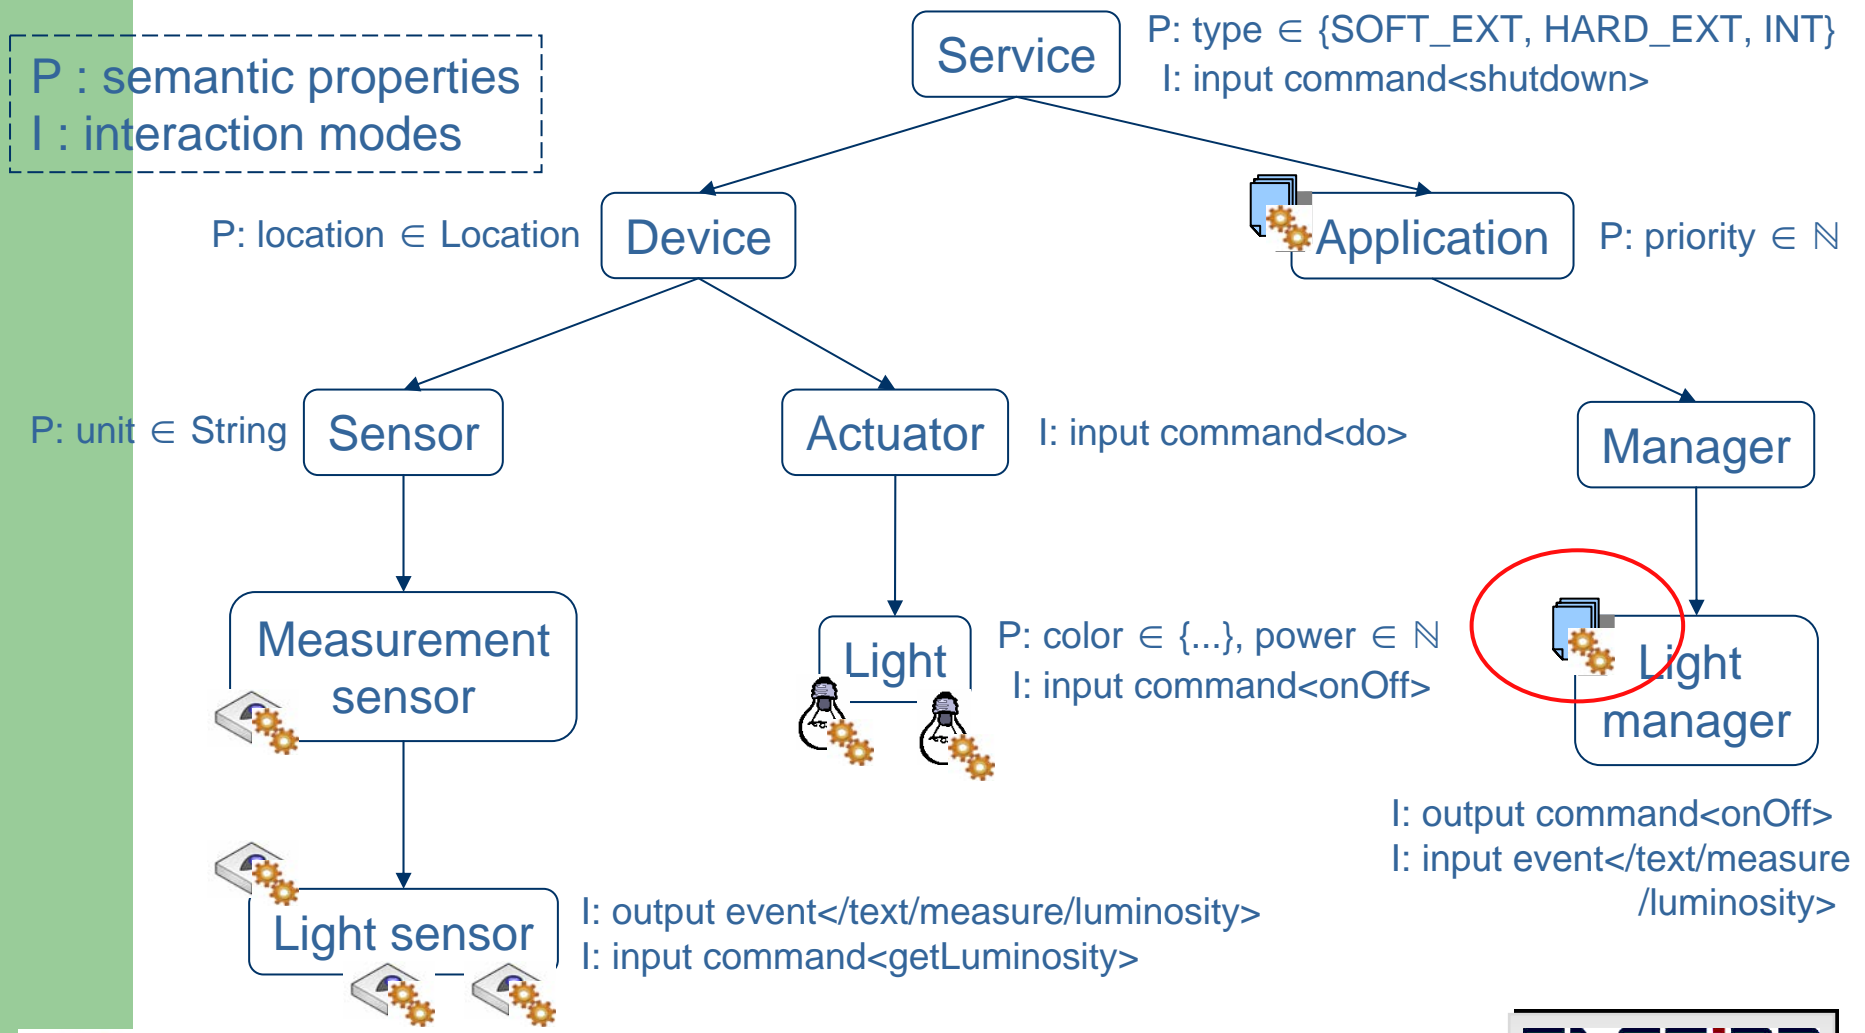 P : semantic properties
I : interaction modes
Service
P: type ∈ {SOFT_EXT, HARD_EXT, INT}
I: input command<shutdown>
P: location ∈ Location
Device
Application
P: priority ∈ ℕ
P: unit ∈ String
Sensor
Actuator
I: input command<do>
Manager
Measurement
sensor
Light
P: color ∈ {...}, power ∈ ℕ
I: input command<onOff>
Light
manager
I: output command<onOff>
I: input event</text/measure
/luminosity>
Light sensor
I: output event</text/measure/luminosity>
I: input command<getLuminosity>